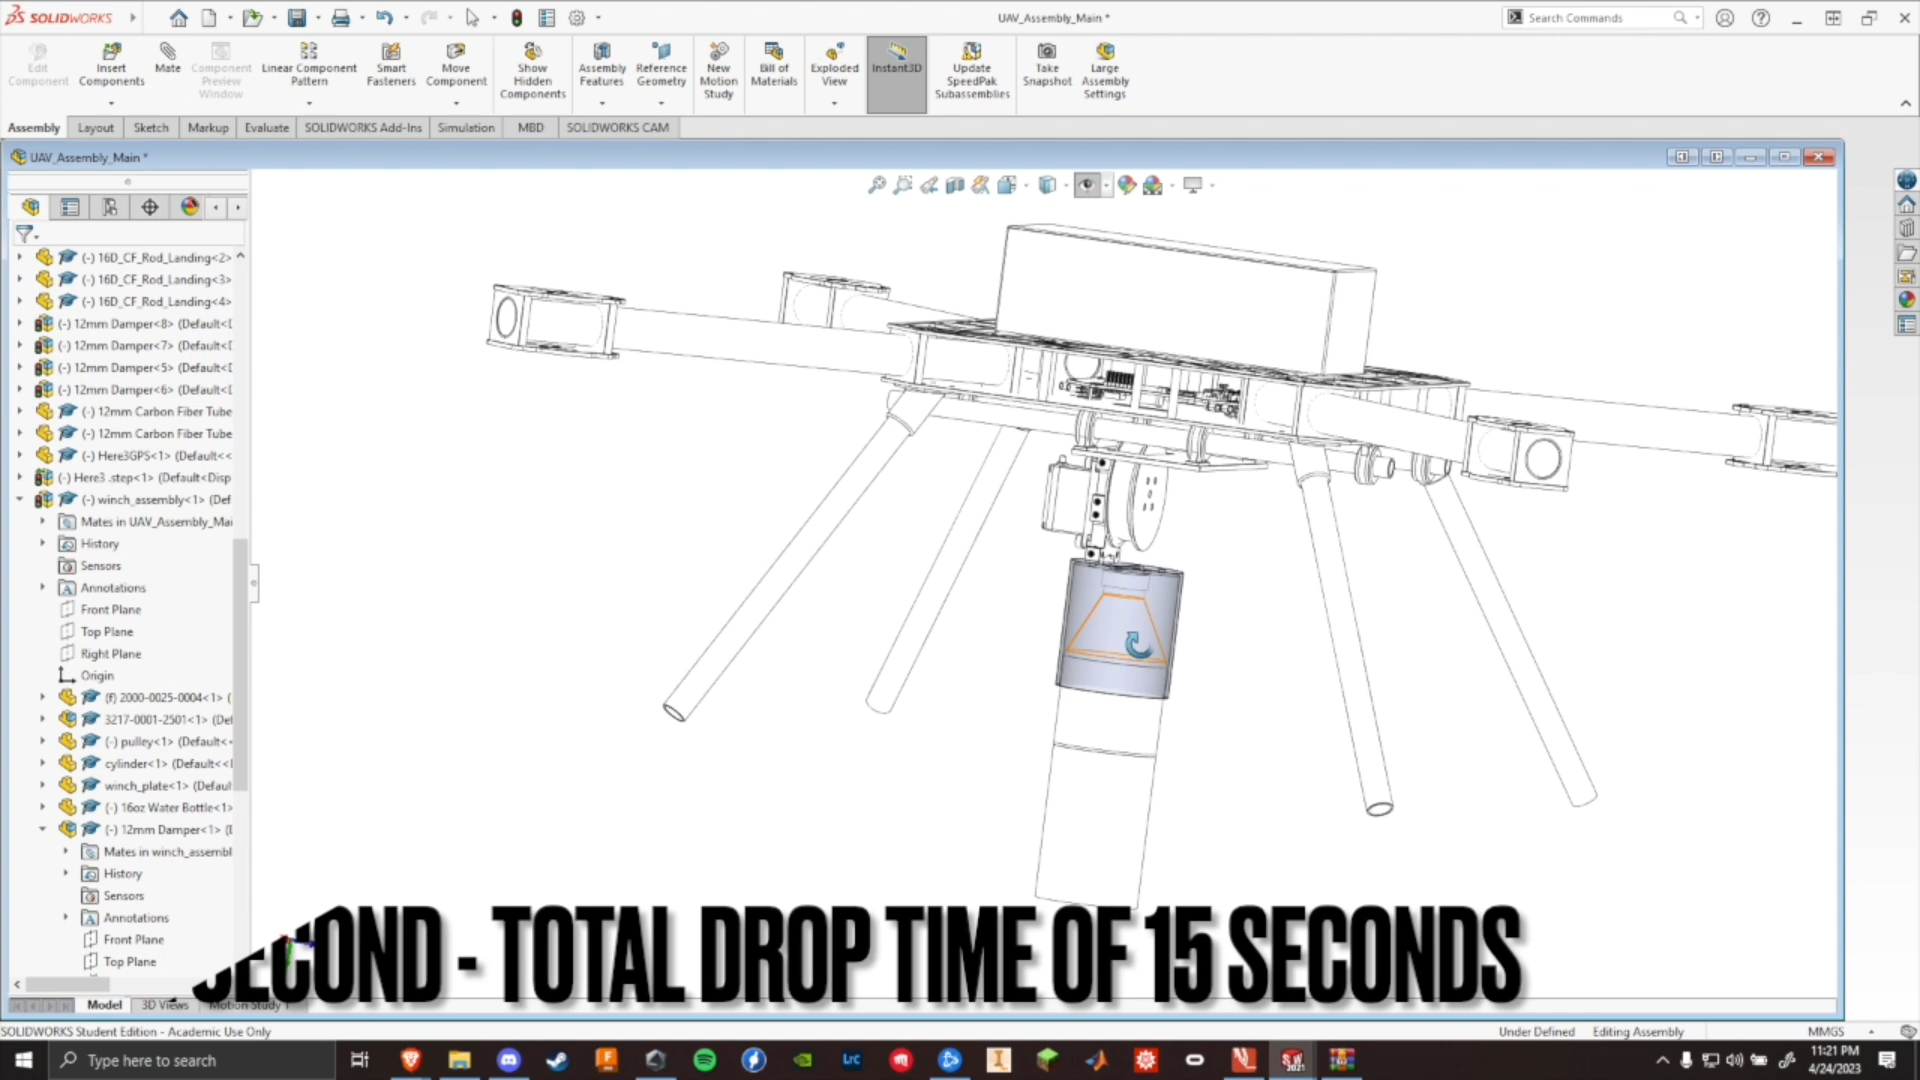 SOLIDWORKS
UAV_Assembly_Main *
Search Commands
Edit Component
Insert Components
Mate
Component Preview Window
Linear Component Pattern
Smart Fasteners
Move Component
Show Hidden Components
Assembly Features
Reference Geometry
New Motion Study
Bill of Materials
Exploded View
Instant3D
Update SpeedPak Subassemblies
Take Snapshot
Large Assembly Settings
Assembly Layout Sketch Markup Evaluate SOLIDWORKS Add-Ins Simulation MBD SOLIDWORKS CAM
UAV_Assembly_Main *
(-) 16D_CF_Rod_Landing<2>
(-) 16D_CF_Rod_Landing<3>
(-) 16D_CF_Rod_Landing<4>
(-) 12mm Damper<8> (Default<
(-) 12mm Damper<7> (Default<
(-) 12mm Damper<5> (Default<
(-) 12mm Damper<6> (Default<
(-) 12mm Carbon Fiber Tube
(-) 12mm Carbon Fiber Tube
(-) Here3GPS<1> (Default<<
(-) Here3 .step<1> (Default<Disp
(-) winch_assembly<1> (Def
Mates in UAV_Assembly_Mai
History
Sensors
Annotations
Front Plane
Top Plane
Right Plane
Origin
(f) 2000-0025-0004<1> (
3217-0001-2501<1> (Def
(-) pulley<1> (Default<
cylinder<1> (Default<<
winch_plate<1> (Defaul
(-) 16oz Water Bottle<1>
(-) 12mm Damper<1> (
Mates in winch_assembl
History
Sensors
Annotations
Front Plane
Top Plane
SECOND - TOTAL DROP TIME OF 15 SECONDS
Model 3D Views Motion Study 1
SOLIDWORKS Student Edition - Academic Use Only
Under Defined Editing Assembly MMGS
Type here to search
Lrc
SW 2021
11:21 PM
4/24/2023